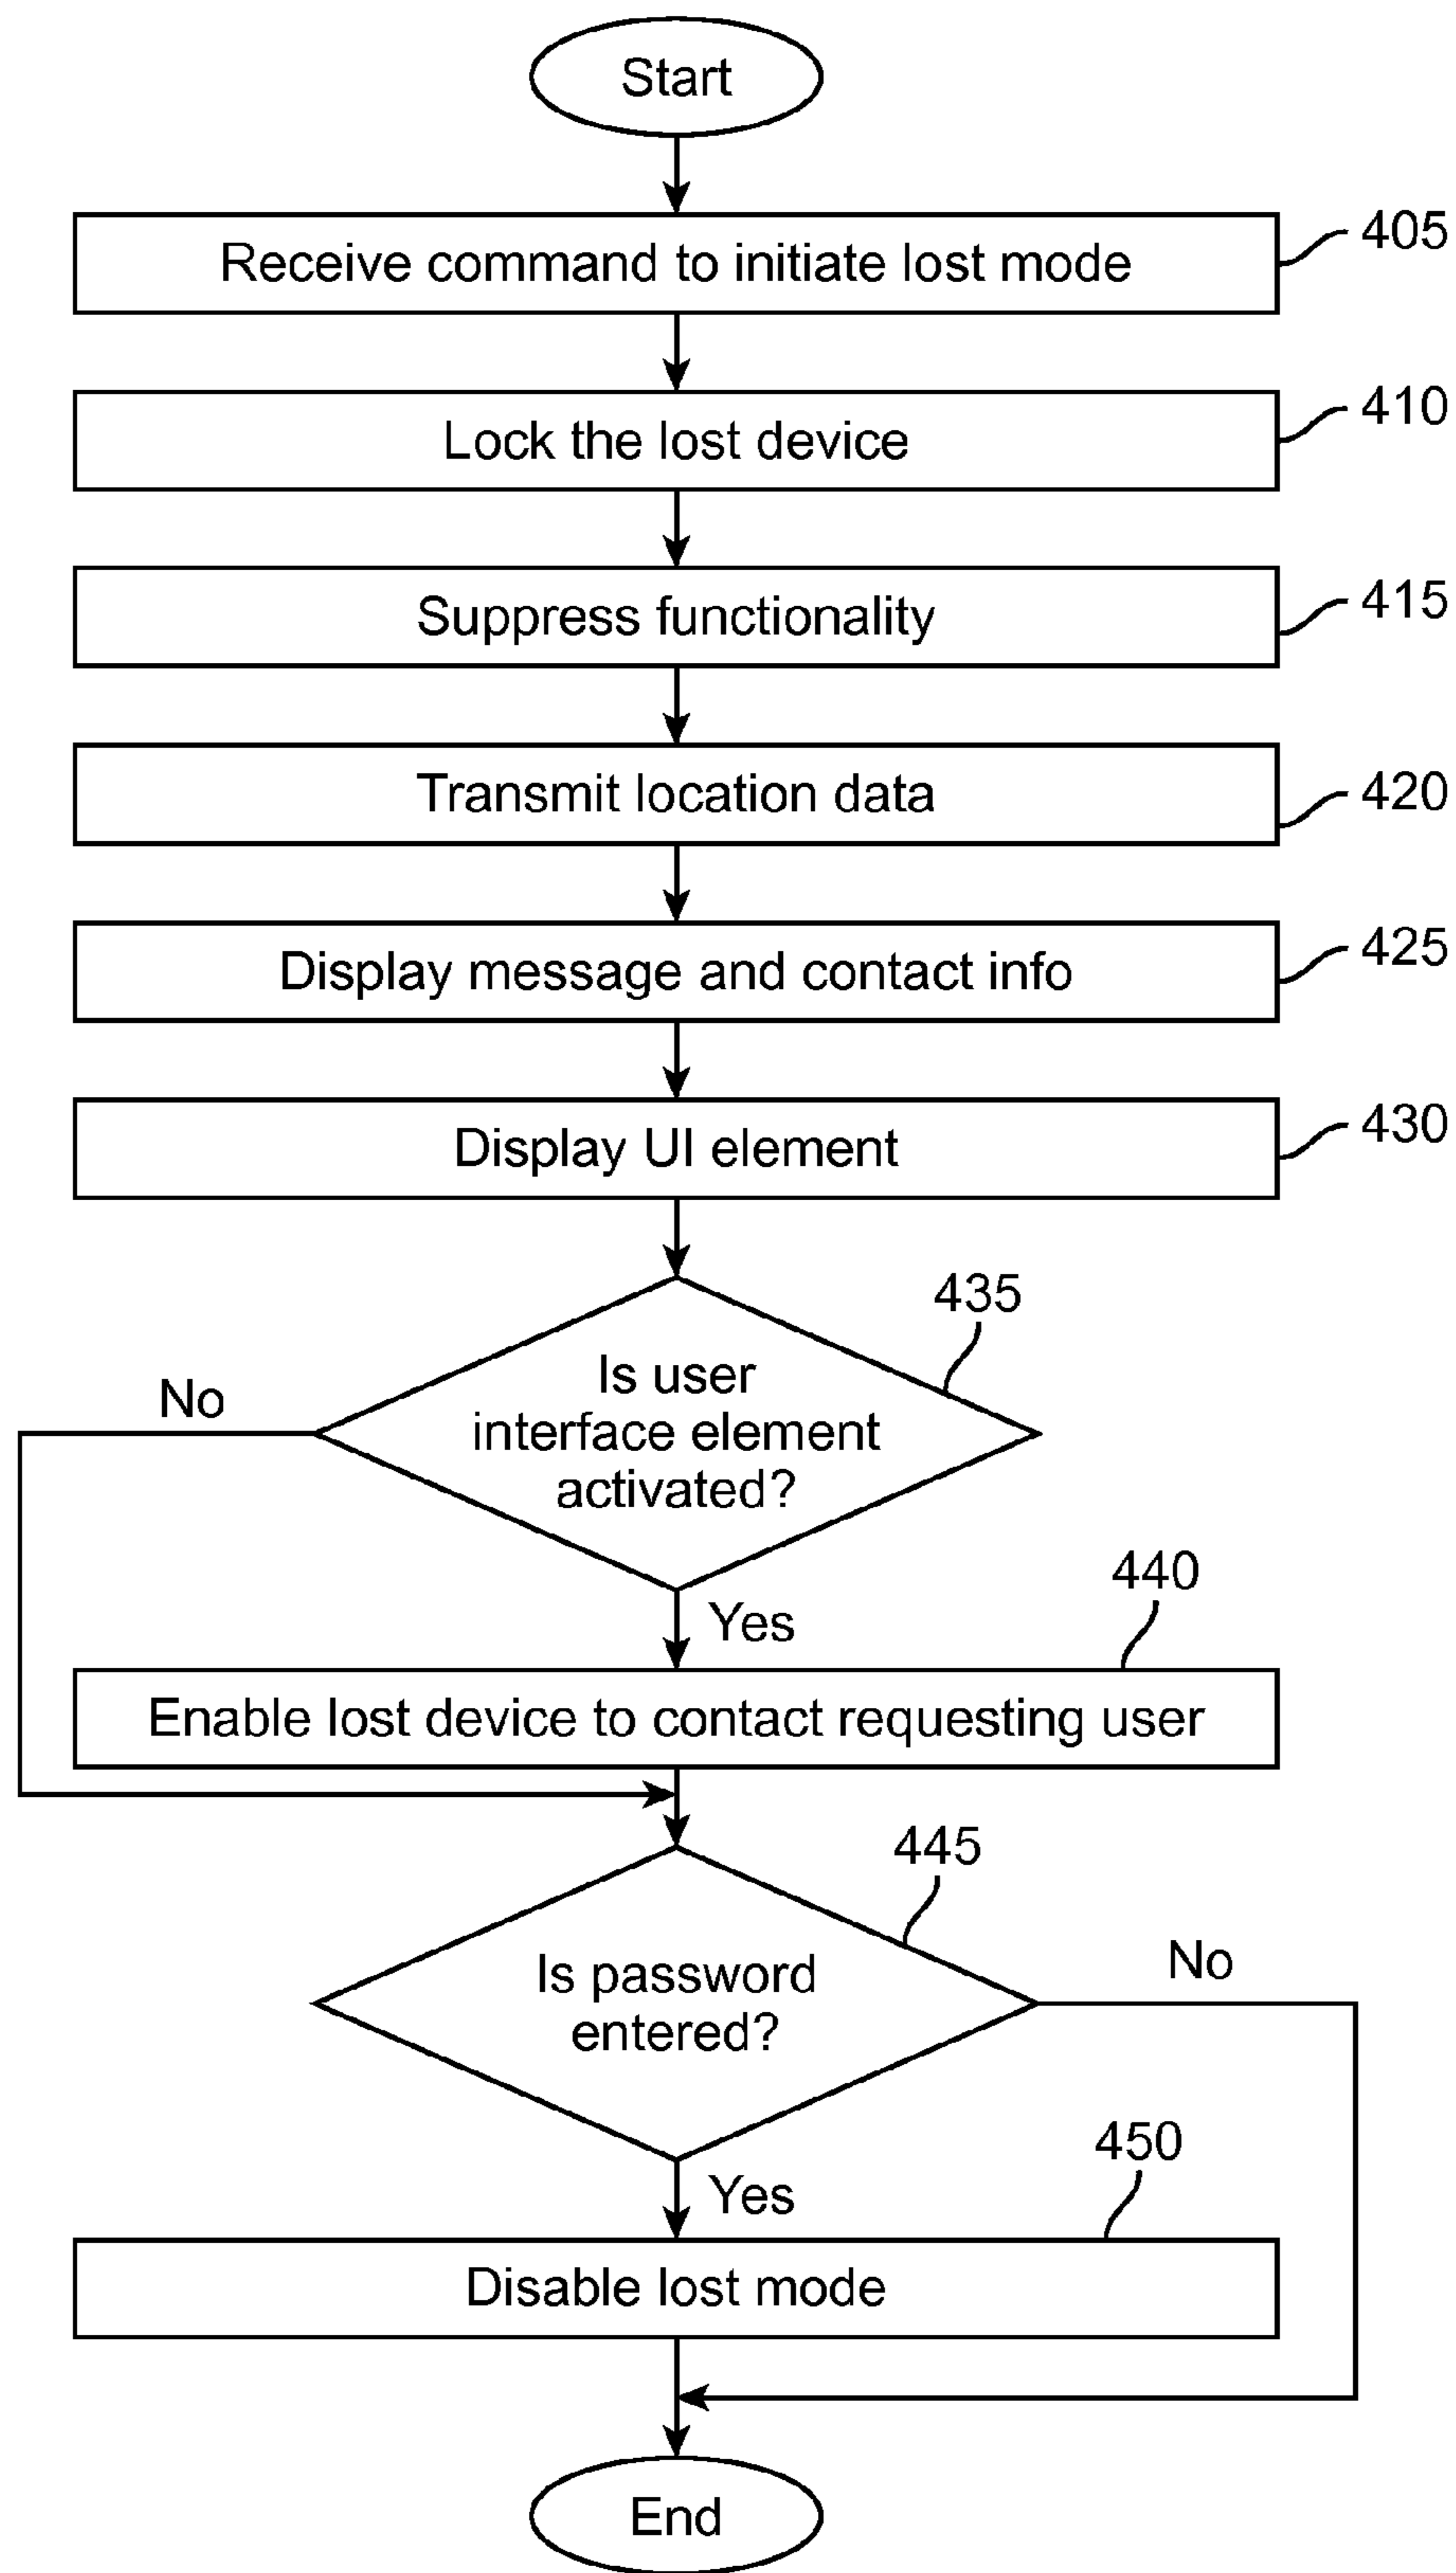 Start
Receive command to initiate lost mode
405
Lock the lost device
410
Suppress functionality
415
Transmit location data
420
Display message and contact info
425
Display UI element
430
435
Is user
interface element
activated?
No
Yes
440
Enable lost device to contact requesting user
445
Is password
entered?
No
Yes
450
Disable lost mode
End